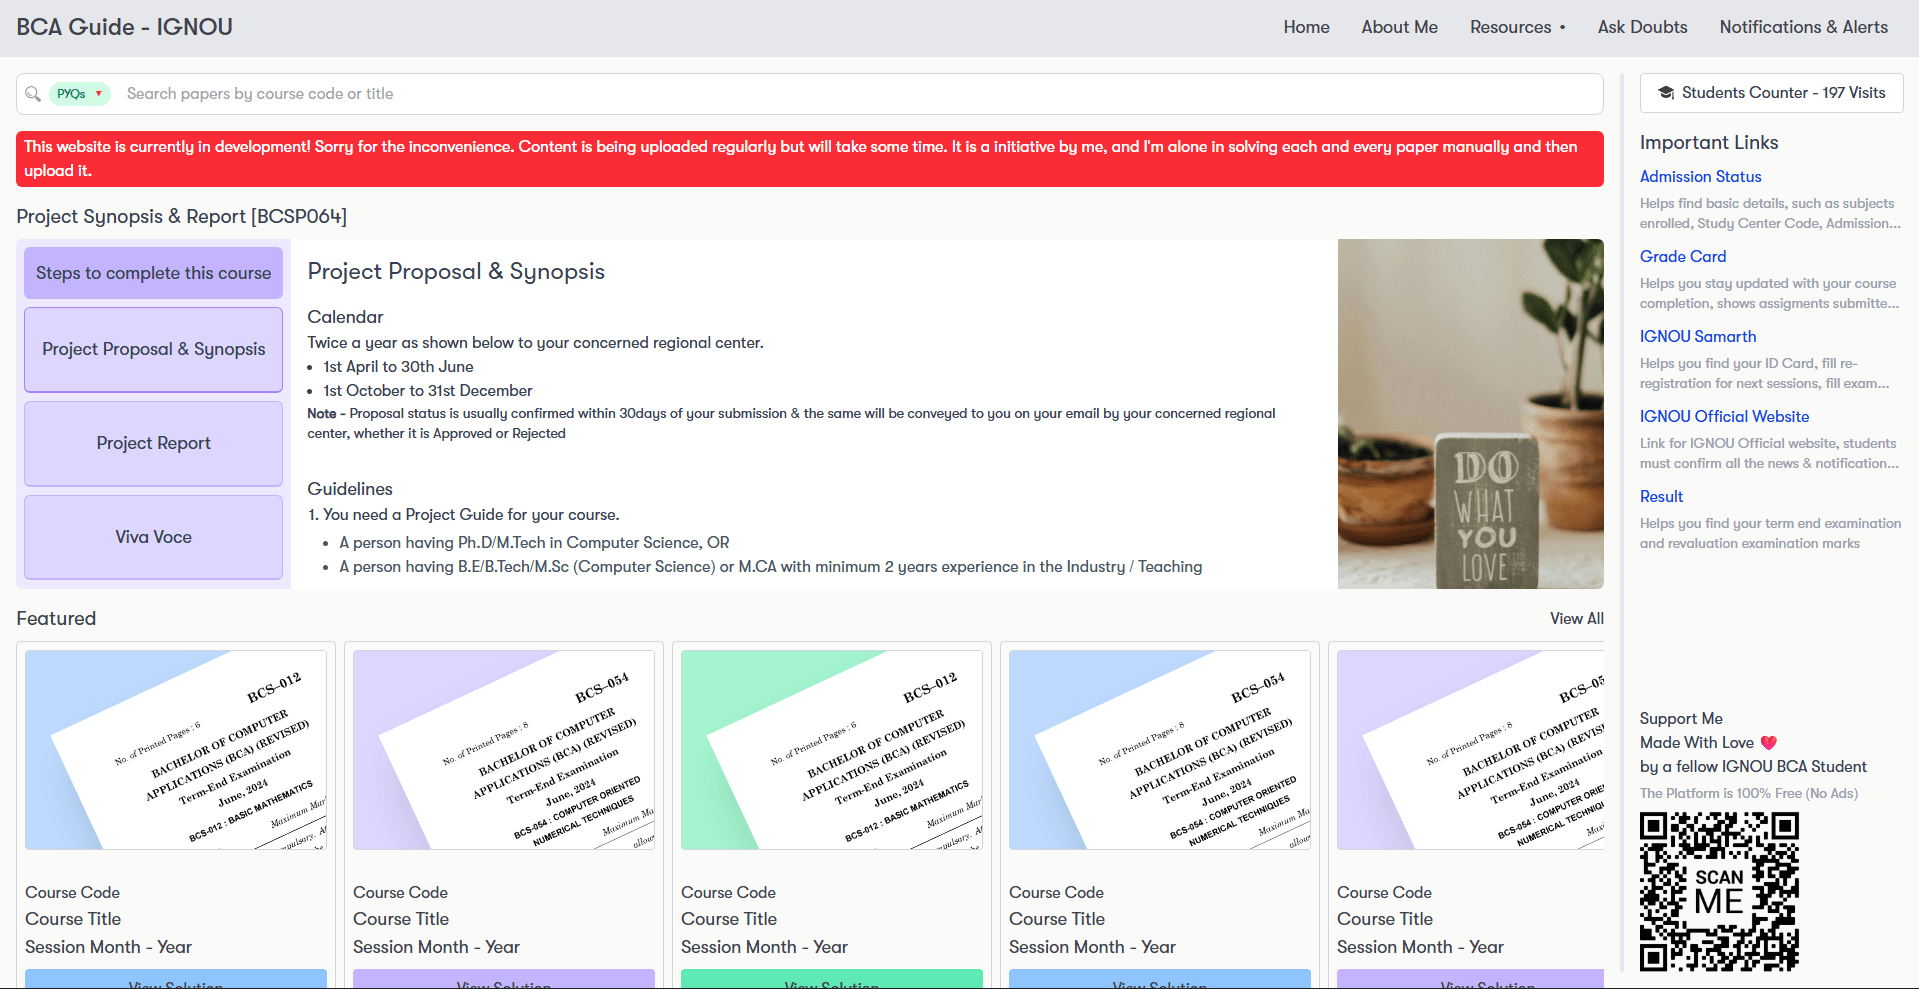 BCA Guide - IGNOU
Home
About Me
Resources •
Ask Doubts
Notifications & Alerts
PYQs ▼
Search papers by course code or title
This website is currently in development! Sorry for the inconvenience. Content is being uploaded regularly but will take some time. It is a initiative by me, and I'm alone in solving each and every paper manually and then
upload it.
Project Synopsis & Report [BCSP064]
Steps to complete this course
Project Proposal & Synopsis
Project Report
Viva Voce
Project Proposal & Synopsis
Calendar
Twice a year as shown below to your concerned regional center.
• 1st April to 30th June
• 1st October to 31st December
Note - Proposal status is usually confirmed within 30days of your submission & the same will be conveyed to you on your email by your concerned regional
center, whether it is Approved or Rejected
Guidelines
1. You need a Project Guide for your course.
• A person having Ph.D/M.Tech in Computer Science, OR
• A person having B.E/B.Tech/M.Sc (Computer Science) or M.CA with minimum 2 years experience in the Industry / Teaching
DO
WHAT
YOU
LOVE
Featured
View All
BCS-012
No. of Printed Pages : 6
BACHELOR OF COMPUTER
APPLICATIONS (BCA) (REVISED)
Term-End Examination
June, 2024
BCS-012 : BASIC MATHEMATICS
Maximum Mar
Course Code
Course Title
Session Month - Year
View Solution
BCS-054
No. of Printed Pages : 8
BACHELOR OF COMPUTER
APPLICATIONS (BCA) (REVISED)
Term-End Examination
June, 2024
BCS-054 : COMPUTER ORIENTED
NUMERICAL TECHNIQUES
Maximum Ma
allow
Course Code
Course Title
Session Month - Year
View Solution
BCS-012
No. of Printed Pages : 6
BACHELOR OF COMPUTER
APPLICATIONS (BCA) (REVISED)
Term-End Examination
June, 2024
BCS-012 : BASIC MATHEMATICS
Maximum Mar
Course Code
Course Title
Session Month - Year
View Solution
BCS-054
No. of Printed Pages : 8
BACHELOR OF COMPUTER
APPLICATIONS (BCA) (REVISED)
Term-End Examination
June, 2024
BCS-054 : COMPUTER ORIENTED
NUMERICAL TECHNIQUES
Maximum Ma
allow
Course Code
Course Title
Session Month - Year
View Solution
BCS-05
No. of Printed Pages : 8
BACHELOR OF COMPUTER
APPLICATIONS (BCA) (REVIS
Term-End Examination
June, 2024
BCS-054 : COMPUTER ORIE
NUMERICAL TECHNIQU
Maxi
Course Code
Course Title
Session Month - Year
View Solution
Students Counter - 197 Visits
Important Links
Admission Status
Helps find basic details, such as subjects
enrolled, Study Center Code, Admission...
Grade Card
Helps you stay updated with your course
completion, shows assigments submitte...
IGNOU Samarth
Helps you find your ID Card, fill re-
registration for next sessions, fill exam...
IGNOU Official Website
Link for IGNOU Official website, students
must confirm all the news & notification...
Result
Helps you find your term end examination
and revaluation examination marks
Support Me
Made With Love 💖
by a fellow IGNOU BCA Student
The Platform is 100% Free (No Ads)
SCAN
ME